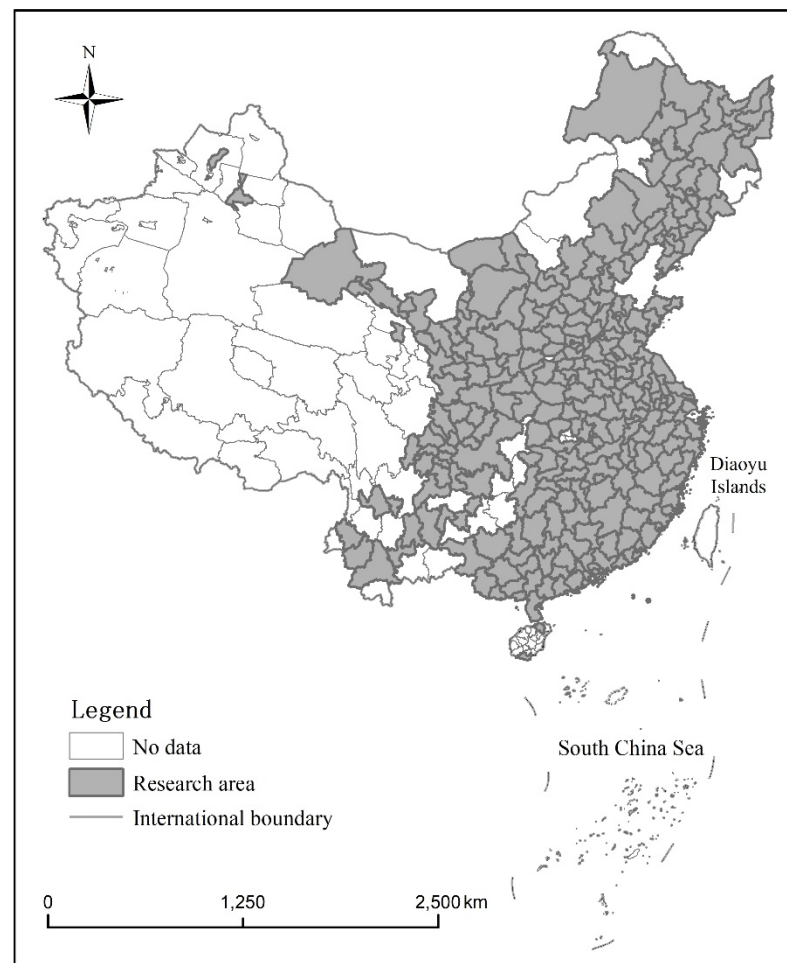 N
Diaoyu
Islands
Legend
No data
South China Sea
Research area
International boundary
0 1,250 2,500 km